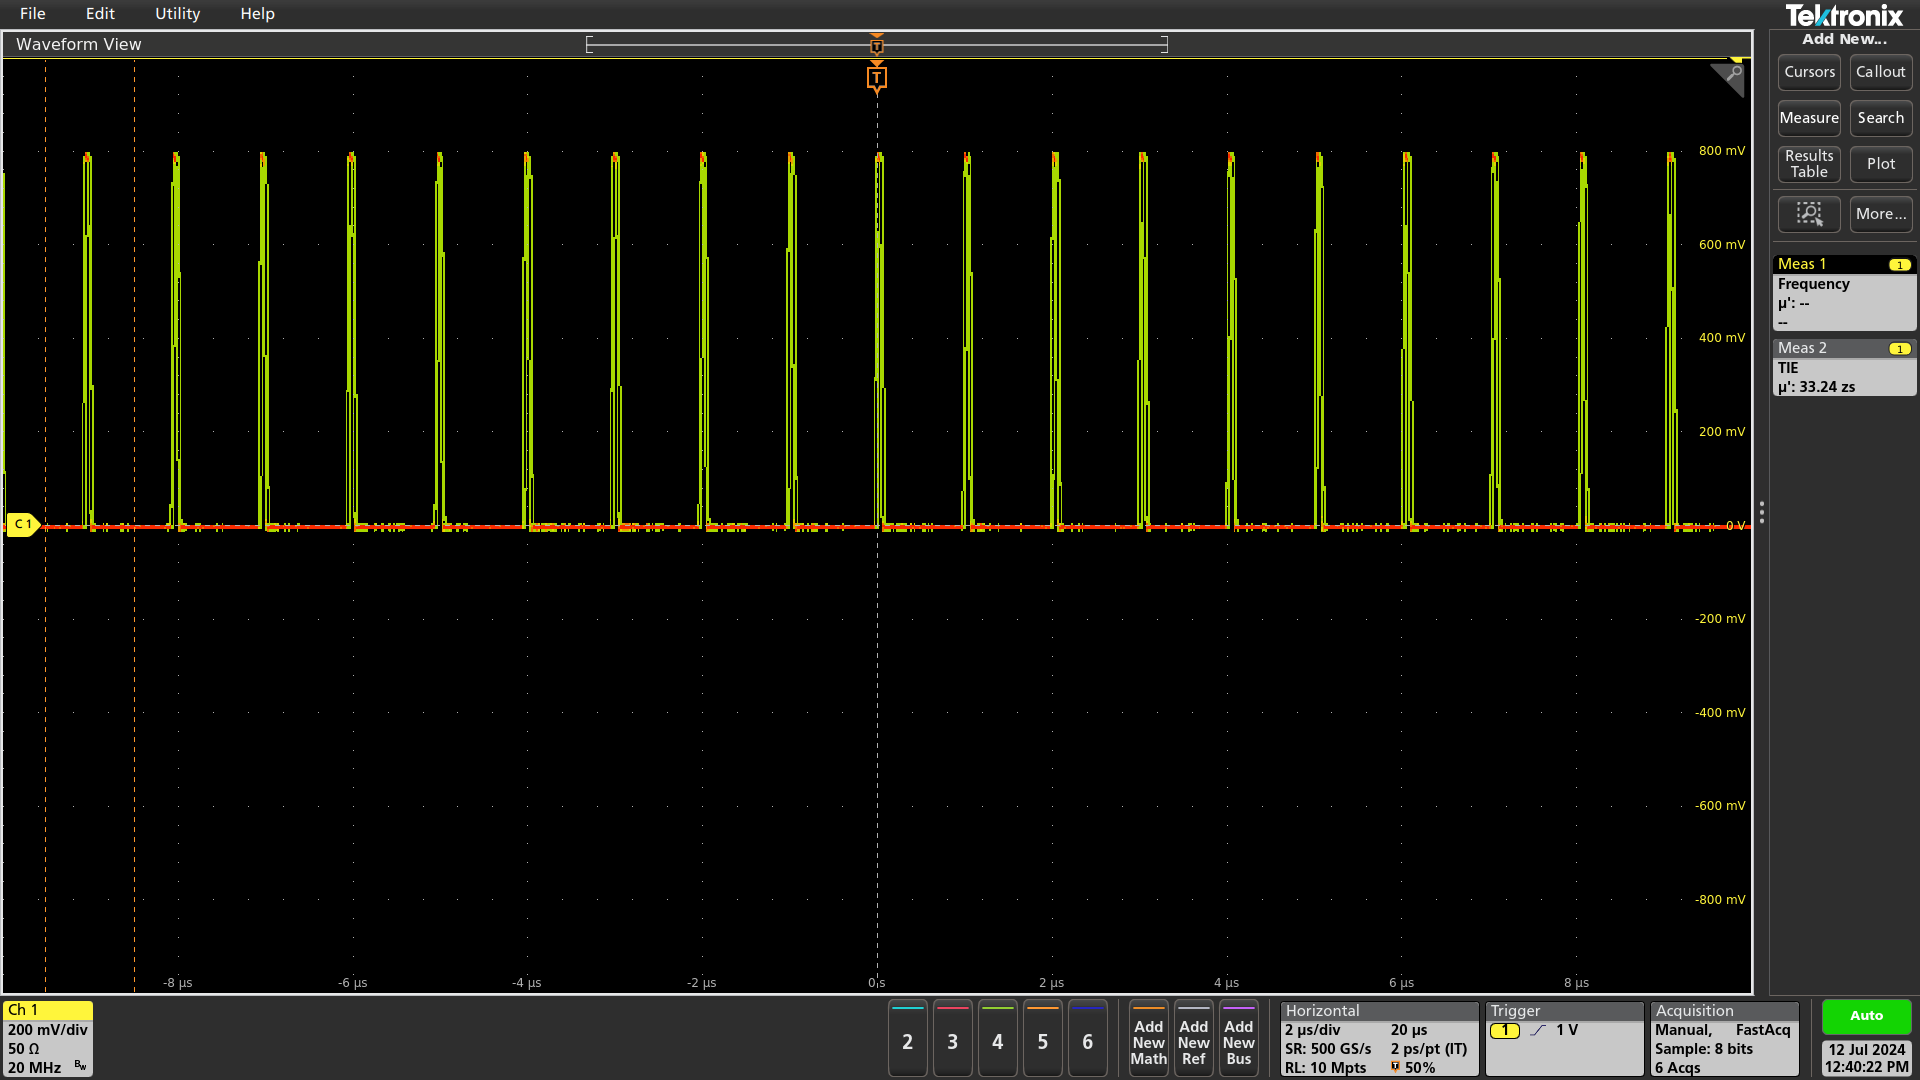 File Edit Utility Help
Tektronix
Waveform View
Add New...
T
T
Cursors Callout
Measure Search
Results Table Plot
More...
800 mV
600 mV
400 mV
200 mV
0 V
-200 mV
-400 mV
-600 mV
-800 mV
C 1
Meas 1 1
Frequency
µ': --
--
Meas 2 1
TIE
µ': 33.24 zs
-8 µs -6 µs -4 µs -2 µs 0 s 2 µs 4 µs 6 µs 8 µs
Ch 1
200 mV/div
50 Ω
20 MHz Bw
2 3 4 5 6
Add New Math
Add New Ref
Add New Bus
Horizontal
2 µs/div 20 µs
SR: 500 GS/s 2 ps/pt (IT)
RL: 10 Mpts T 50%
Trigger
1 1 V
Acquisition
Manual, FastAcq
Sample: 8 bits
6 Acqs
Auto
12 Jul 2024
12:40:22 PM